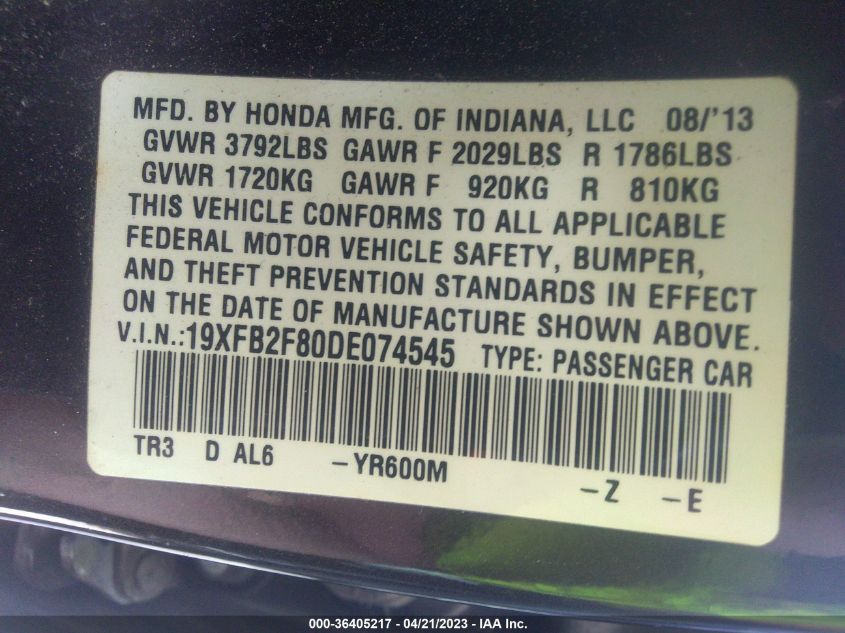 MFD. BY HONDA MFG. OF INDIANA, LLC 08/'13
GVWR 3792LBS GAWR F 2029LBS R 1786LBS
GVWR 1720KG GAWR F 920KG R 810KG
THIS VEHICLE CONFORMS TO ALL APPLICABLE
FEDERAL MOTOR VEHICLE SAFETY, BUMPER,
AND THEFT PREVENTION STANDARDS IN EFFECT
ON THE DATE OF MANUFACTURE SHOWN ABOVE.
V.I.N.:19XFB2F80DE074545 TYPE: PASSENGER CAR
TR3 D AL6 -YR600M -Z -E
000-36405217 - 04/21/2023 - IAA Inc.